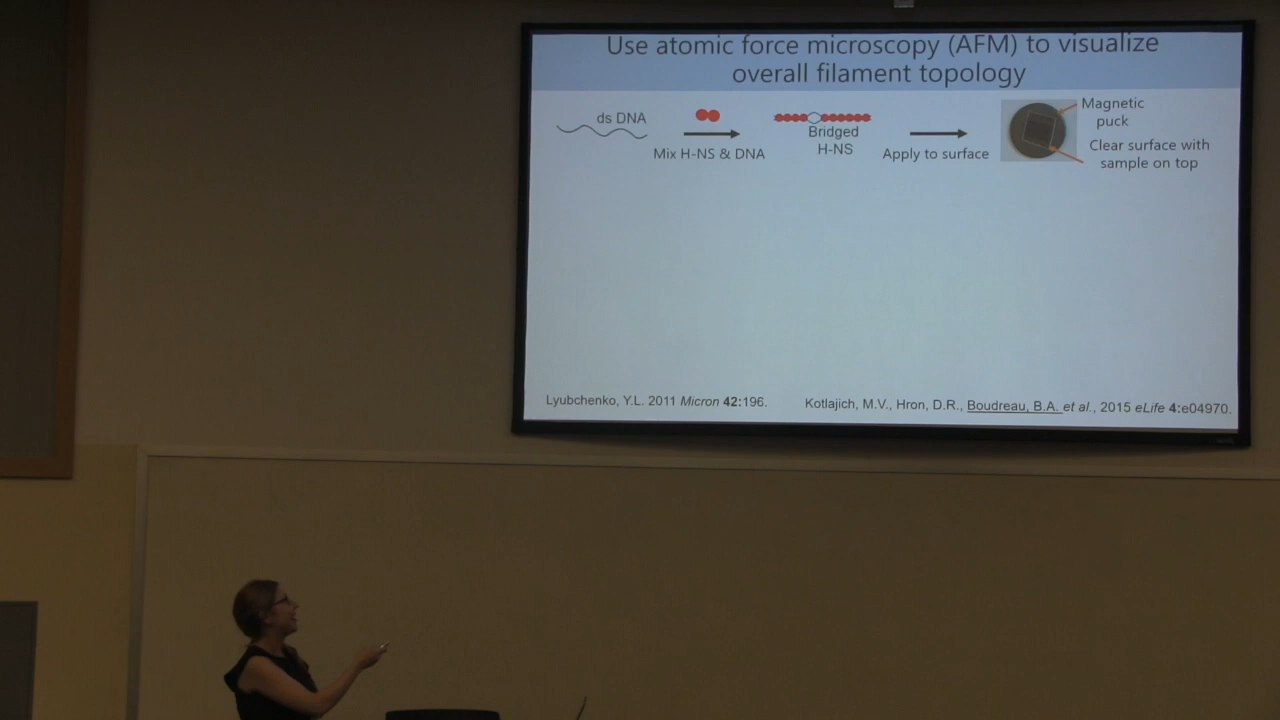 Use atomic force microscopy (AFM) to visualize
overall filament topology
ds DNA
Mix H-NS & DNA
Bridged
H-NS
Apply to surface
Magnetic
puck
Clear surface with
sample on top
Lyubchenko, Y.L. 2011 Micron 42:196.
Kotlajich, M.V., Hron, D.R., Boudreau, B.A. et al., 2015 eLife 4:e04970.